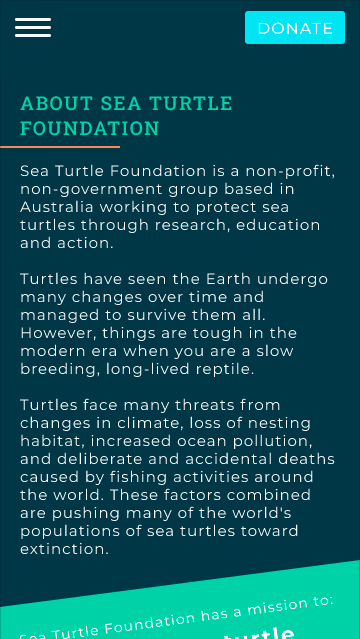 DONATE
ABOUT SEA TURTLE
FOUNDATION
Sea Turtle Foundation is a non-profit,
non-government group based in
Australia working to protect sea
turtles through research, education
and action.
Turtles have seen the Earth undergo
many changes over time and
managed to survive them all.
However, things are tough in the
modern era when you are a slow
breeding, long-lived reptile.
Turtles face many threats from
changes in climate, loss of nesting
habitat, increased ocean pollution,
and deliberate and accidental deaths
caused by fishing activities around
the world. These factors combined
are pushing many of the world's
populations of sea turtles toward
extinction.
Sea Turtle Foundation has a mission to:
turtle